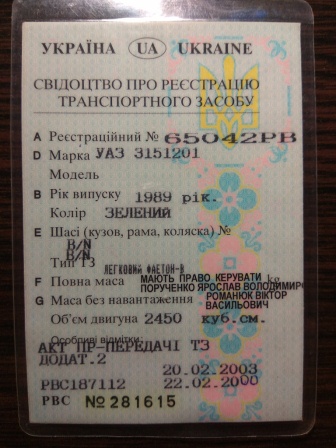 УКРАЇНА UA UKRAINE
СВІДОЦТВО ПРО РЕЄСТРАЦІЮ
ТРАНСПОРТНОГО ЗАСОБУ
A Реєстраційний № 65042РВ
D Марка УАЗ 3151201
Модель
B Рік випуску 1989 рік.
Колір ЗЕЛЕНИЙ
E Шасі (кузов, рама, коляска) №
Б/N
Б/N
Тип ТЗ ЛЕГКОВИЙ ФАЕТОН-В
F Повна маса МАЮТЬ ПРАВО КЕРУВАТИ kg
ПОРУЧЕНКО ЯРОСЛАВ ВОЛОДИМИРО
G Маса без навантаження РОМАНЮК ВІКТОР
ВАСИЛЬОВИЧ
Об'єм двигуна 2450 куб.см.
Особливі відмітки:
АКТ ПР-ПЕРЕДАЧІ ТЗ
ДОДАТ.2 20.02.2003
РВС187112 22.02.2000
РВС №281615